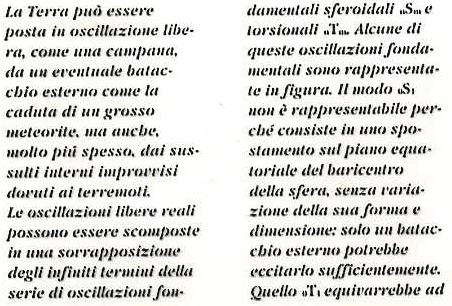 La Terra può essere
posta in oscillazione libe-
ra, come una campana,
da un eventuale batac-
chio esterno come la
caduta di un grosso
meteorite, ma anche,
molto più spesso, dai sus-
sulti interni improvvisi
dovuti ai terremoti.
Le oscillazioni libere reali
possono essere scomposte
in una sovrapposizione
degli infiniti termini della
serie di oscillazioni fon-
damentali sferoidali ₙSₘ e
torsionali ₙTₘ. Alcune di
queste oscillazioni fonda-
mentali sono rappresenta-
te in figura. Il modo ₀S₁
non è rappresentabile per-
ché consiste in uno spo-
stamento sul piano equa-
toriale del baricentro
della sfera, senza varia-
zione della sua forma e
dimensione: solo un batac-
chio esterno potrebbe
eccitarlo sufficientemente.
Quello ₀T₁ equivarrebbe ad